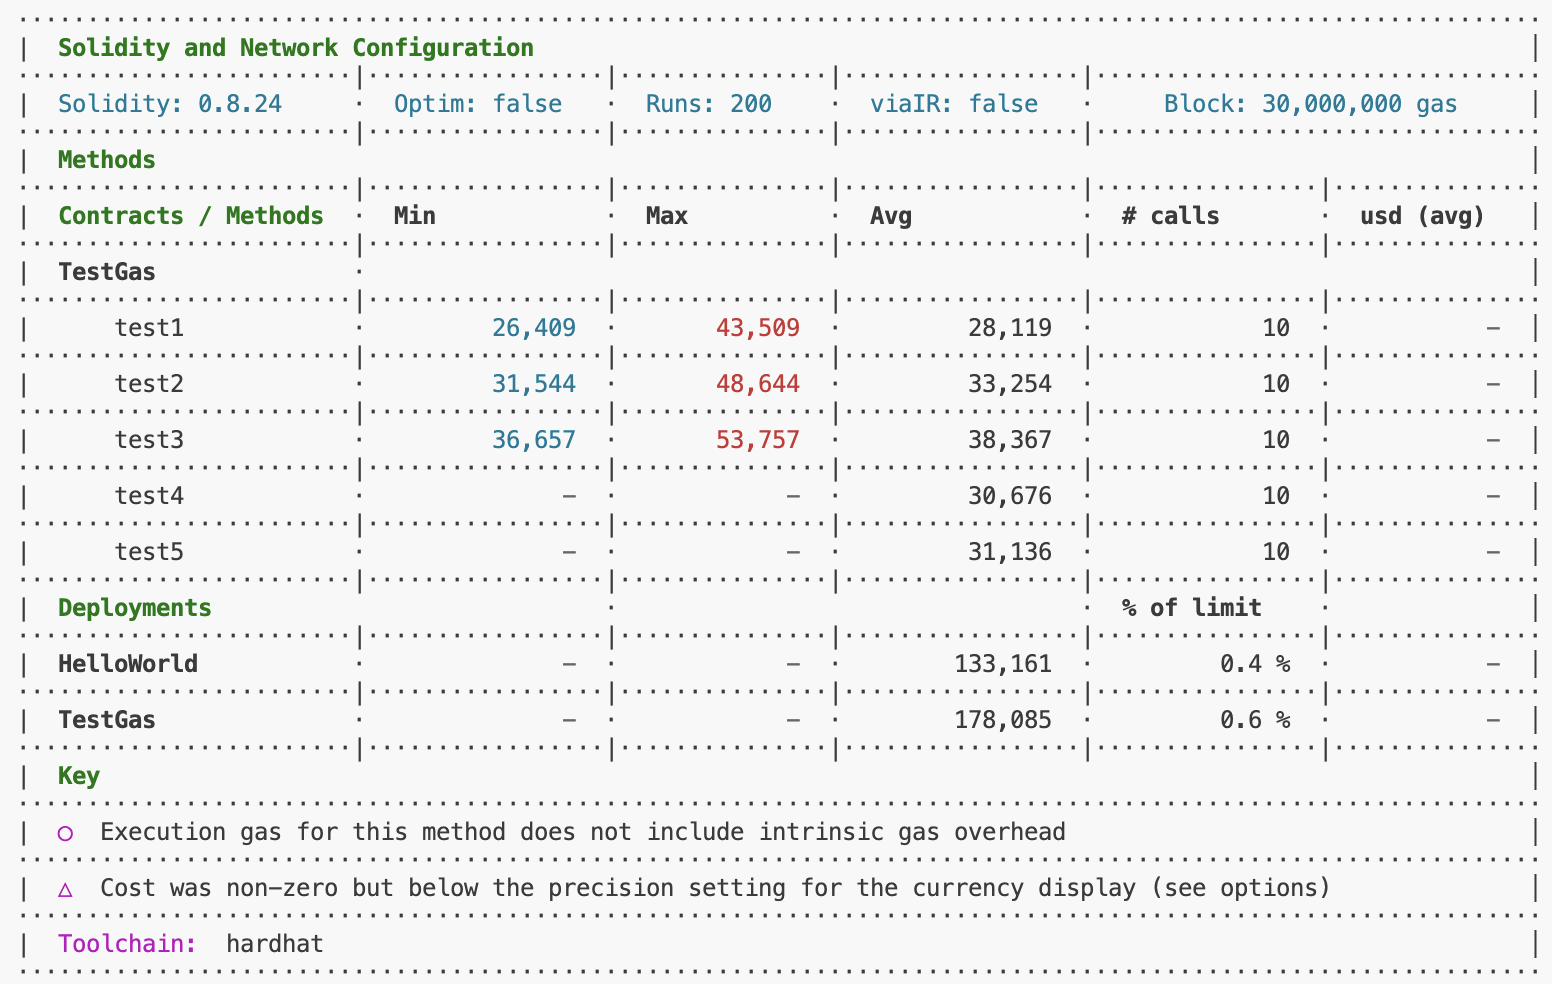 Solidity and Network Configuration
Solidity: 0.8.24 · Optim: false · Runs: 200 · viaIR: false · Block: 30,000,000 gas
Methods
Contracts / Methods · Min · Max · Avg · # calls · usd (avg)
TestGas ·
test1 · 26,409 · 43,509 · 28,119 · 10 · -
test2 · 31,544 · 48,644 · 33,254 · 10 · -
test3 · 36,657 · 53,757 · 38,367 · 10 · -
test4 · - · - · 30,676 · 10 · -
test5 · - · - · 31,136 · 10 · -
Deployments · · % of limit ·
HelloWorld · - · - · 133,161 · 0.4 % · -
TestGas · - · - · 178,085 · 0.6 % · -
Key
◯ Execution gas for this method does not include intrinsic gas overhead
△ Cost was non-zero but below the precision setting for the currency display (see options)
Toolchain: hardhat